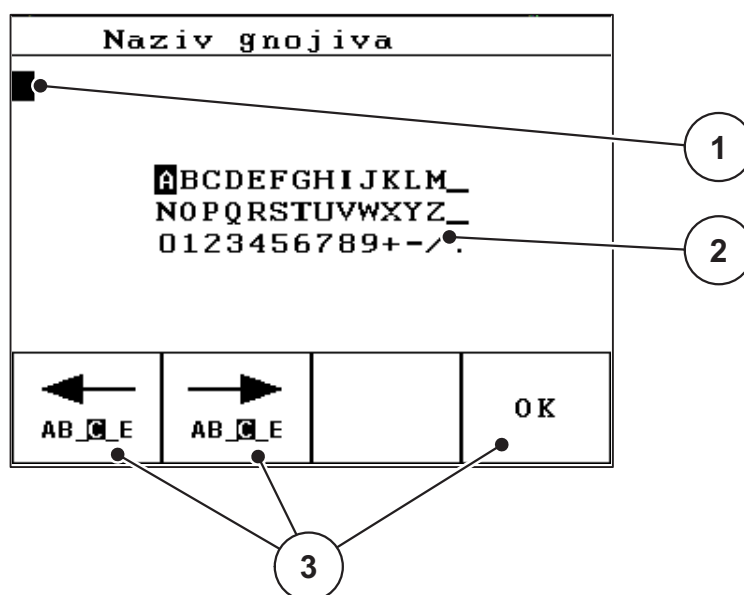 Naziv gnojiva
1
ABCDEFGHIJKLM_
NOPQRSTUVWXYZ_
0123456789+-/.
2
AB_C_E
AB_C_E
OK
3